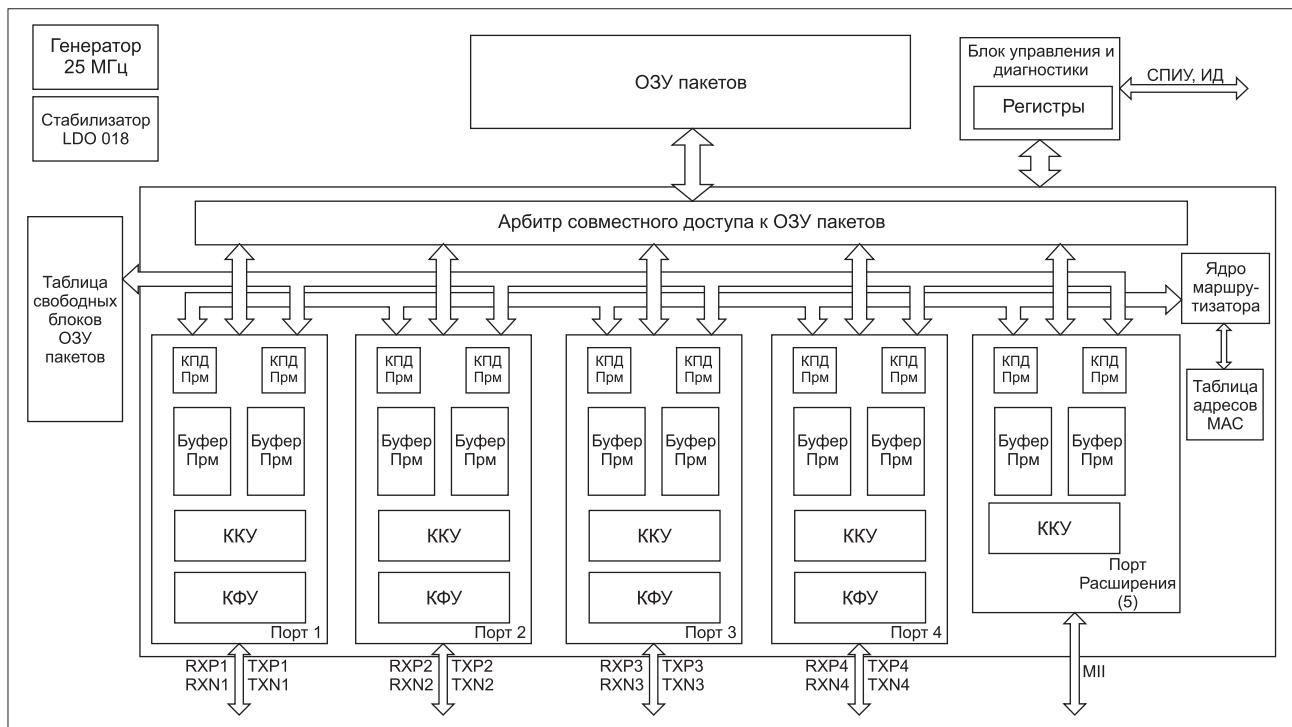 Генератор
25 МГц
Стабилизатор
LDO 018
ОЗУ пакетов
Блок управления и
диагностики
Регистры
СПИУ, ИД
Арбитр совместного доступа к ОЗУ пакетов
Таблица
свободных
блоков
ОЗУ
пакетов
Ядро
маршру-
тизатора
Таблица
адресов
MAC
КПД
Прм
КПД
Прм
Буфер
Прм
Буфер
Прм
ККУ
КФУ
Порт 1
КПД
Прм
КПД
Прм
Буфер
Прм
Буфер
Прм
ККУ
КФУ
Порт 2
КПД
Прм
КПД
Прм
Буфер
Прм
Буфер
Прм
ККУ
КФУ
Порт 3
КПД
Прм
КПД
Прм
Буфер
Прм
Буфер
Прм
ККУ
КФУ
Порт 4
КПД
Прм
КПД
Прм
Буфер
Прм
Буфер
Прм
ККУ
Порт
Расширения
(5)
RXP1 TXP1
RXN1 TXN1
RXP2 TXP2
RXN2 TXN2
RXP3 TXP3
RXN3 TXN3
RXP4 TXP4
RXN4 TXN4
MII